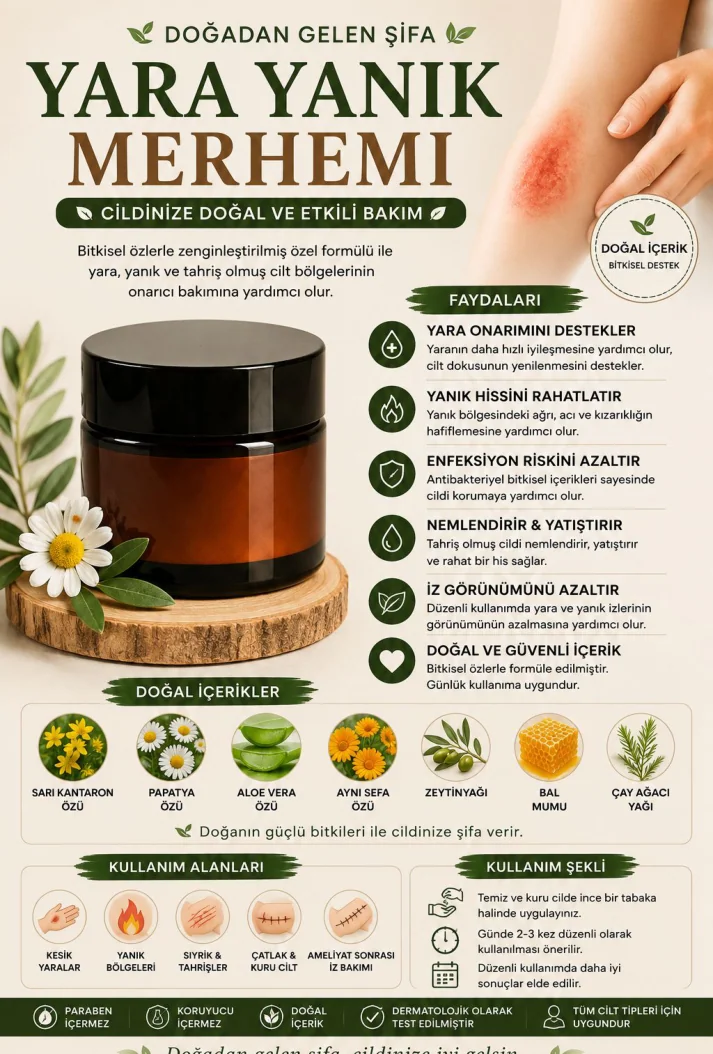 DOĞADAN GELEN ŞİFA
YARA YANIK
MERHEMI
CİLDİNİZE DOĞAL VE ETKİLİ BAKIM
Bitkisel özlerle zenginleştirilmiş özel formülü ile
yara, yanık ve tahriş olmuş cilt bölgelerinin
onarıcı bakımına yardımcı olur.
DOĞAL İÇERİK
BİTKİSEL DESTEK
FAYDALARI
YARA ONARIMINI DESTEKLER
Yaranın daha hızlı iyileşmesine yardımcı olur,
cilt dokusunun yenilenmesini destekler.
YANIK HİSSİNİ RAHATLATIR
Yanık bölgesindeki ağrı, acı ve kızarıklığın
hafiflemesine yardımcı olur.
ENFEKSİYON RİSKİNİ AZALTIR
Antibakteriyel bitkisel içerikleri sayesinde
cildi korumaya yardımcı olur.
NEMLENDİRİR & YATIŞTIRIR
Tahriş olmuş cildi nemlendirir, yatıştırır
ve rahat bir his sağlar.
İZ GÖRÜNÜMÜNÜ AZALTIR
Düzenli kullanımda yara ve yanık izlerinin
görünümünün azalmasına yardımcı olur.
DOĞAL VE GÜVENLİ İÇERİK
Bitkisel özlerle formüle edilmiştir.
Günlük kullanıma uygundur.
DOĞAL İÇERİKLER
SARI KANTARON
ÖZÜ
PAPATYA
ÖZÜ
ALOE VERA
ÖZÜ
AYNI SEFA
ÖZÜ
ZEYTİNYAĞI
BAL
MUMU
ÇAY AĞACI
YAĞI
Doğanın güçlü bitkileri ile cildinize şifa verir.
KULLANIM ALANLARI
KESİK
YARALAR
YANIK
BÖLGELERİ
SIYRIK &
TAHRİŞLER
ÇATLAK &
KURU CİLT
AMELİYAT SONRASI
İZ BAKIMI
KULLANIM ŞEKLİ
Temiz ve kuru cilde ince bir tabaka
halinde uygulayınız.
Günde 2-3 kez düzenli olarak
kullanılması önerilir.
Düzenli kullanımda daha iyi
sonuçlar elde edilir.
PARABEN
İÇERMEZ
KORUYUCU
İÇERMEZ
DOĞAL
İÇERİK
DERMATOLOJİK OLARAK
TEST EDİLMİŞTİR
TÜM CİLT TİPLERİ İÇİN
UYGUNDUR
Doğadan gelen şifa, cildinize iyi gelsin